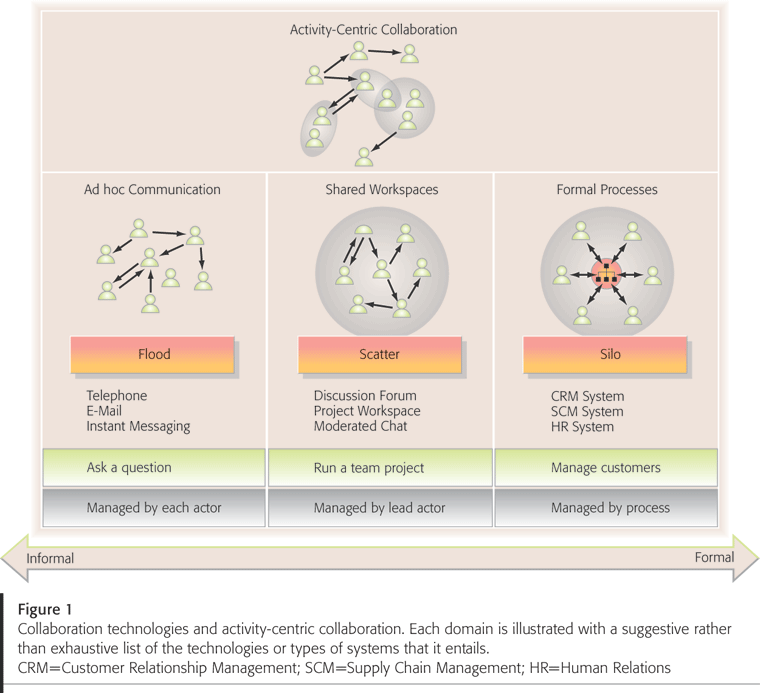 Activity-Centric Collaboration
Ad hoc Communication
Shared Workspaces
Formal Processes
Flood
Scatter
Silo
Telephone
E-Mail
Instant Messaging
Discussion Forum
Project Workspace
Moderated Chat
CRM System
SCM System
HR System
Ask a question
Run a team project
Manage customers
Managed by each actor
Managed by lead actor
Managed by process
Informal
Formal
Figure 1
Collaboration technologies and activity-centric collaboration. Each domain is illustrated with a suggestive rather
than exhaustive list of the technologies or types of systems that it entails.
CRM=Customer Relationship Management; SCM=Supply Chain Management; HR=Human Relations